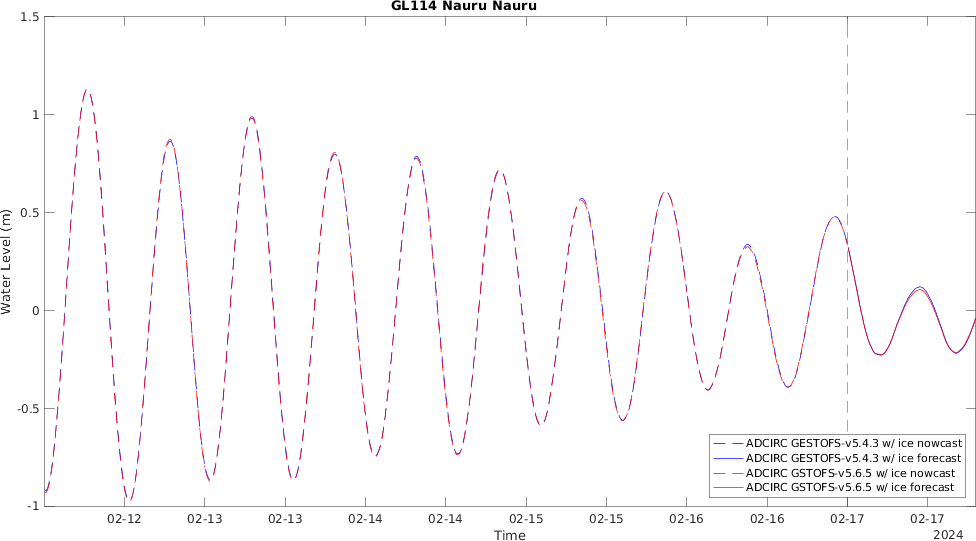 GL114 Nauru Nauru
1.5
1
0.5
0
-0.5
-1
Water Level (m)
02-12
02-13
02-13
02-14
02-14
02-15
02-15
02-16
02-16
02-17
02-17
2024
Time
ADCIRC GESTOFS-v5.4.3 w/ ice nowcast
ADCIRC GESTOFS-v5.4.3 w/ ice forecast
ADCIRC GSTOFS-v5.6.5 w/ ice nowcast
ADCIRC GSTOFS-v5.6.5 w/ ice forecast